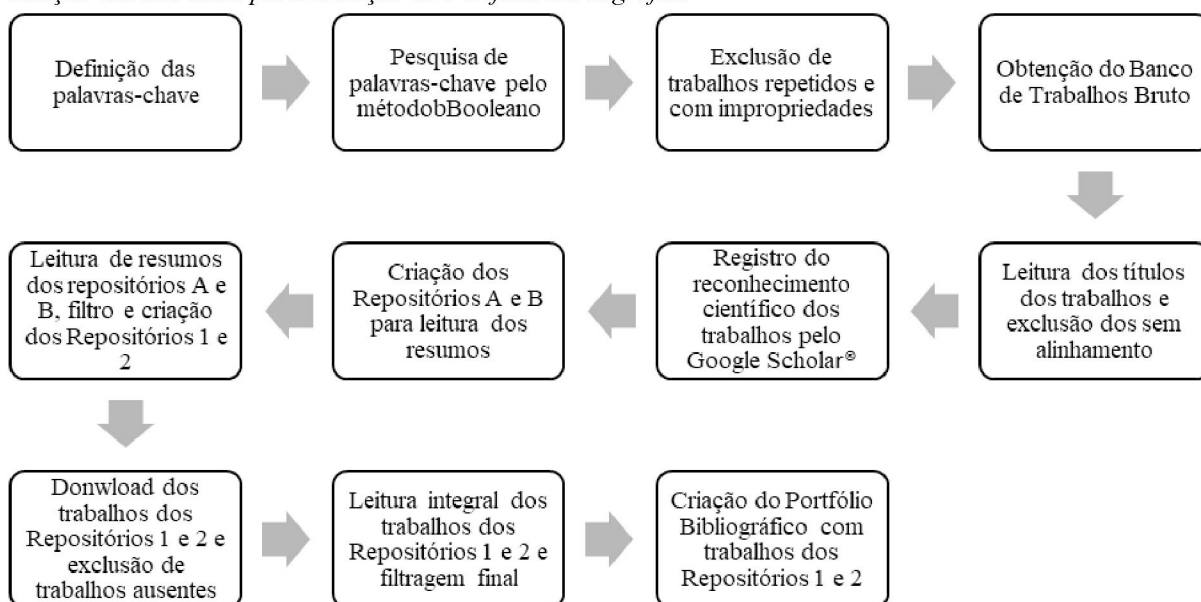 Definição das
palavras-chave
Pesquisa de
palavras-chave pelo
métodobBooleano
Exclusão de
trabalhos repetidos e
com impropriedades
Obtenção do Banco
de Trabalhos Bruto
Leitura dos títulos
dos trabalhos e
exclusão dos sem
alinhamento
Registro do
reconhecimento
científico dos
trabalhos pelo
Google Scholar®
Criação dos
Repositórios A e B
para leitura dos
resumos
Leitura de resumos
dos repositórios A e
B, filtro e criação
dos Repositórios 1 e
2
Donwload dos
trabalhos dos
Repositórios 1 e 2 e
exclusão de
trabalhos ausentes
Leitura integral dos
trabalhos dos
Repositórios 1 e 2 e
filtragem final
Criação do Portfólio
Bibliográfico com
trabalhos dos
Repositórios 1 e 2